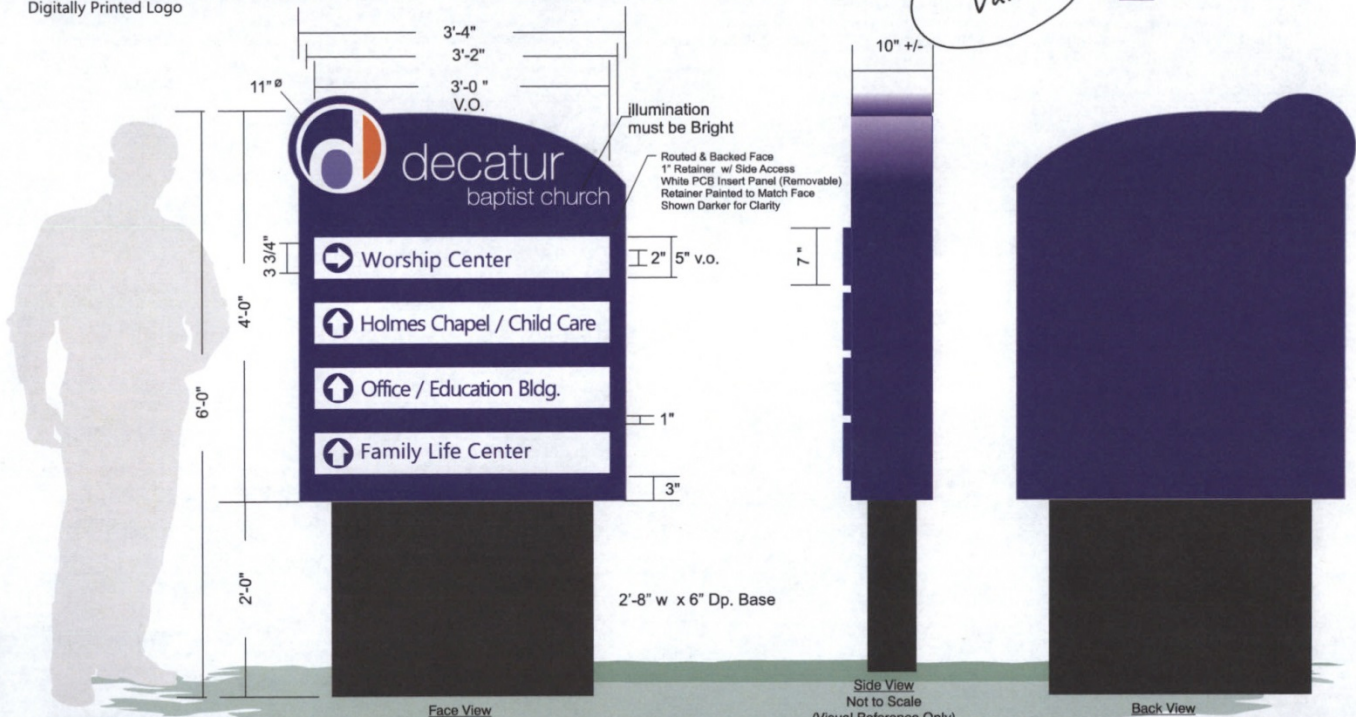 Digitally Printed Logo
3'-4"
3'-2"
3'-0 "
V.O.
11" ø
10" +/-
illumination
must be Bright
Routed & Backed Face
1" Retainer w/ Side Access
White PCB Insert Panel (Removable)
Retainer Painted to Match Face
Shown Darker for Clarity
decatur
baptist church
3 3/4"
Worship Center
2"
5" v.o.
7 "
4'-0"
Holmes Chapel / Child Care
6'-0"
Office / Education Bldg.
1"
Family Life Center
3"
2'-0"
2'-8" w x 6" Dp. Base
Face View
Side View
Not to Scale
(Visual Reference Only)
Back View